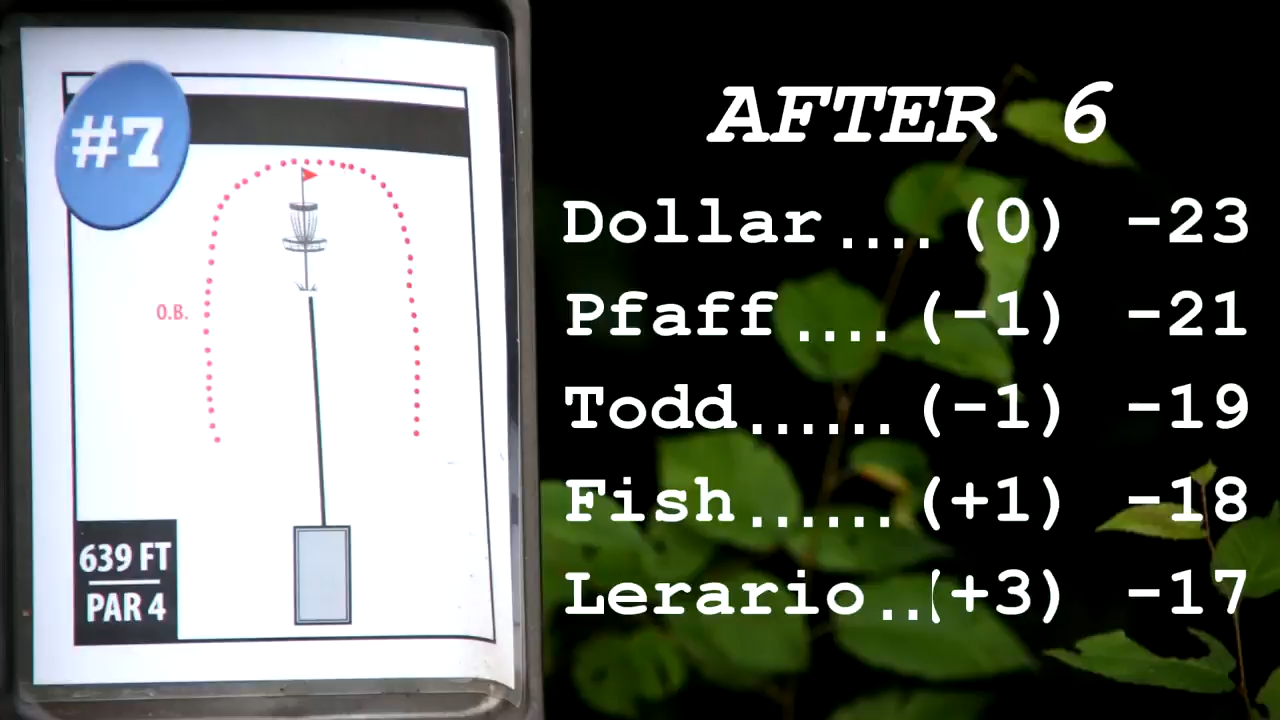 #7
O.B.
639 FT
PAR 4
AFTER 6
Dollar.... (0) -23
Pfaff.... (-1) -21
Todd...... (-1) -19
Fish...... (+1) -18
Lerario..(+3) -17